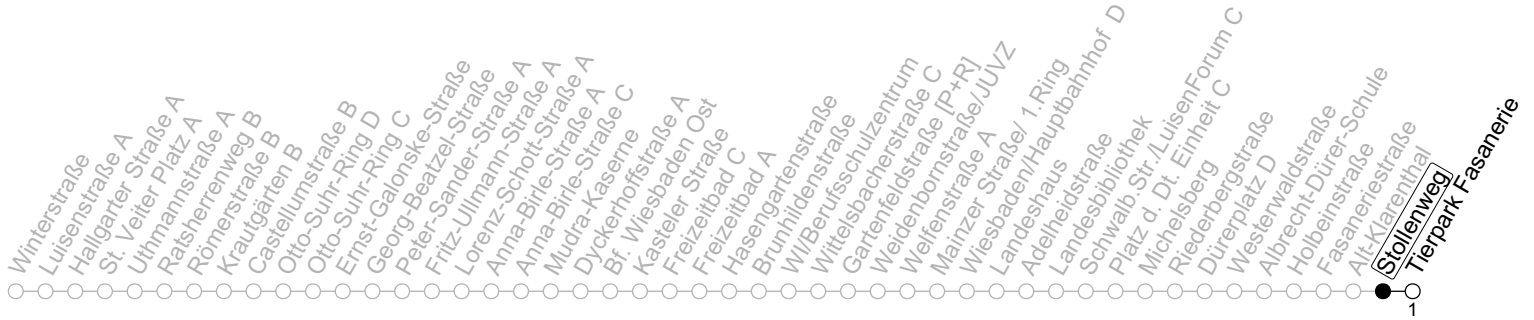 Winterstraße
Luisenstraße A
Hallgarter Straße A
St. Veiter Platz A
Uthmannstraße A
Ratsherrenweg B
Römerstraße B
Krautgärten B
Castellumstraße B
Otto-Suhr-Ring D
Otto-Suhr-Ring C
Ernst-Galonske-Straße
Georg-Beatzel-Straße
Peter-Sander-Straße A
Fritz-Ullmann-Straße A
Lorenz-Schott-Straße A
Anna-Birle-Straße A
Anna-Birle-Straße C
Mudra-Kaserne
Dyckerhoffstraße A
Bf. Wiesbaden Ost
Kasteler Straße
Freizeitbad C
Freizeitbad A
Hasengartenstraße
Brunhildenstraße
WI/Berufsschulzentrum
Wittelsbacherstraße C
Gartenfeldstraße [P+R]
Weidenbornstraße/JUVZ
Welfenstraße A
Mainzer Straße/ 1.Ring
Wiesbaden/Hauptbahnhof D
Landeshaus
Adelheidstraße
Landesbibliothek
Schwalb.Str./LuisenForum C
Platz d. Dt. Einheit C
Michelsberg
Riederbergstraße
Dürerplatz D
Westerwaldstraße
Albrecht-Dürer-Schule
Holbeinstraße
Fasaneriestraße
Alt-Klarenthal
Stollenweg
Tierpark Fasanerie
1